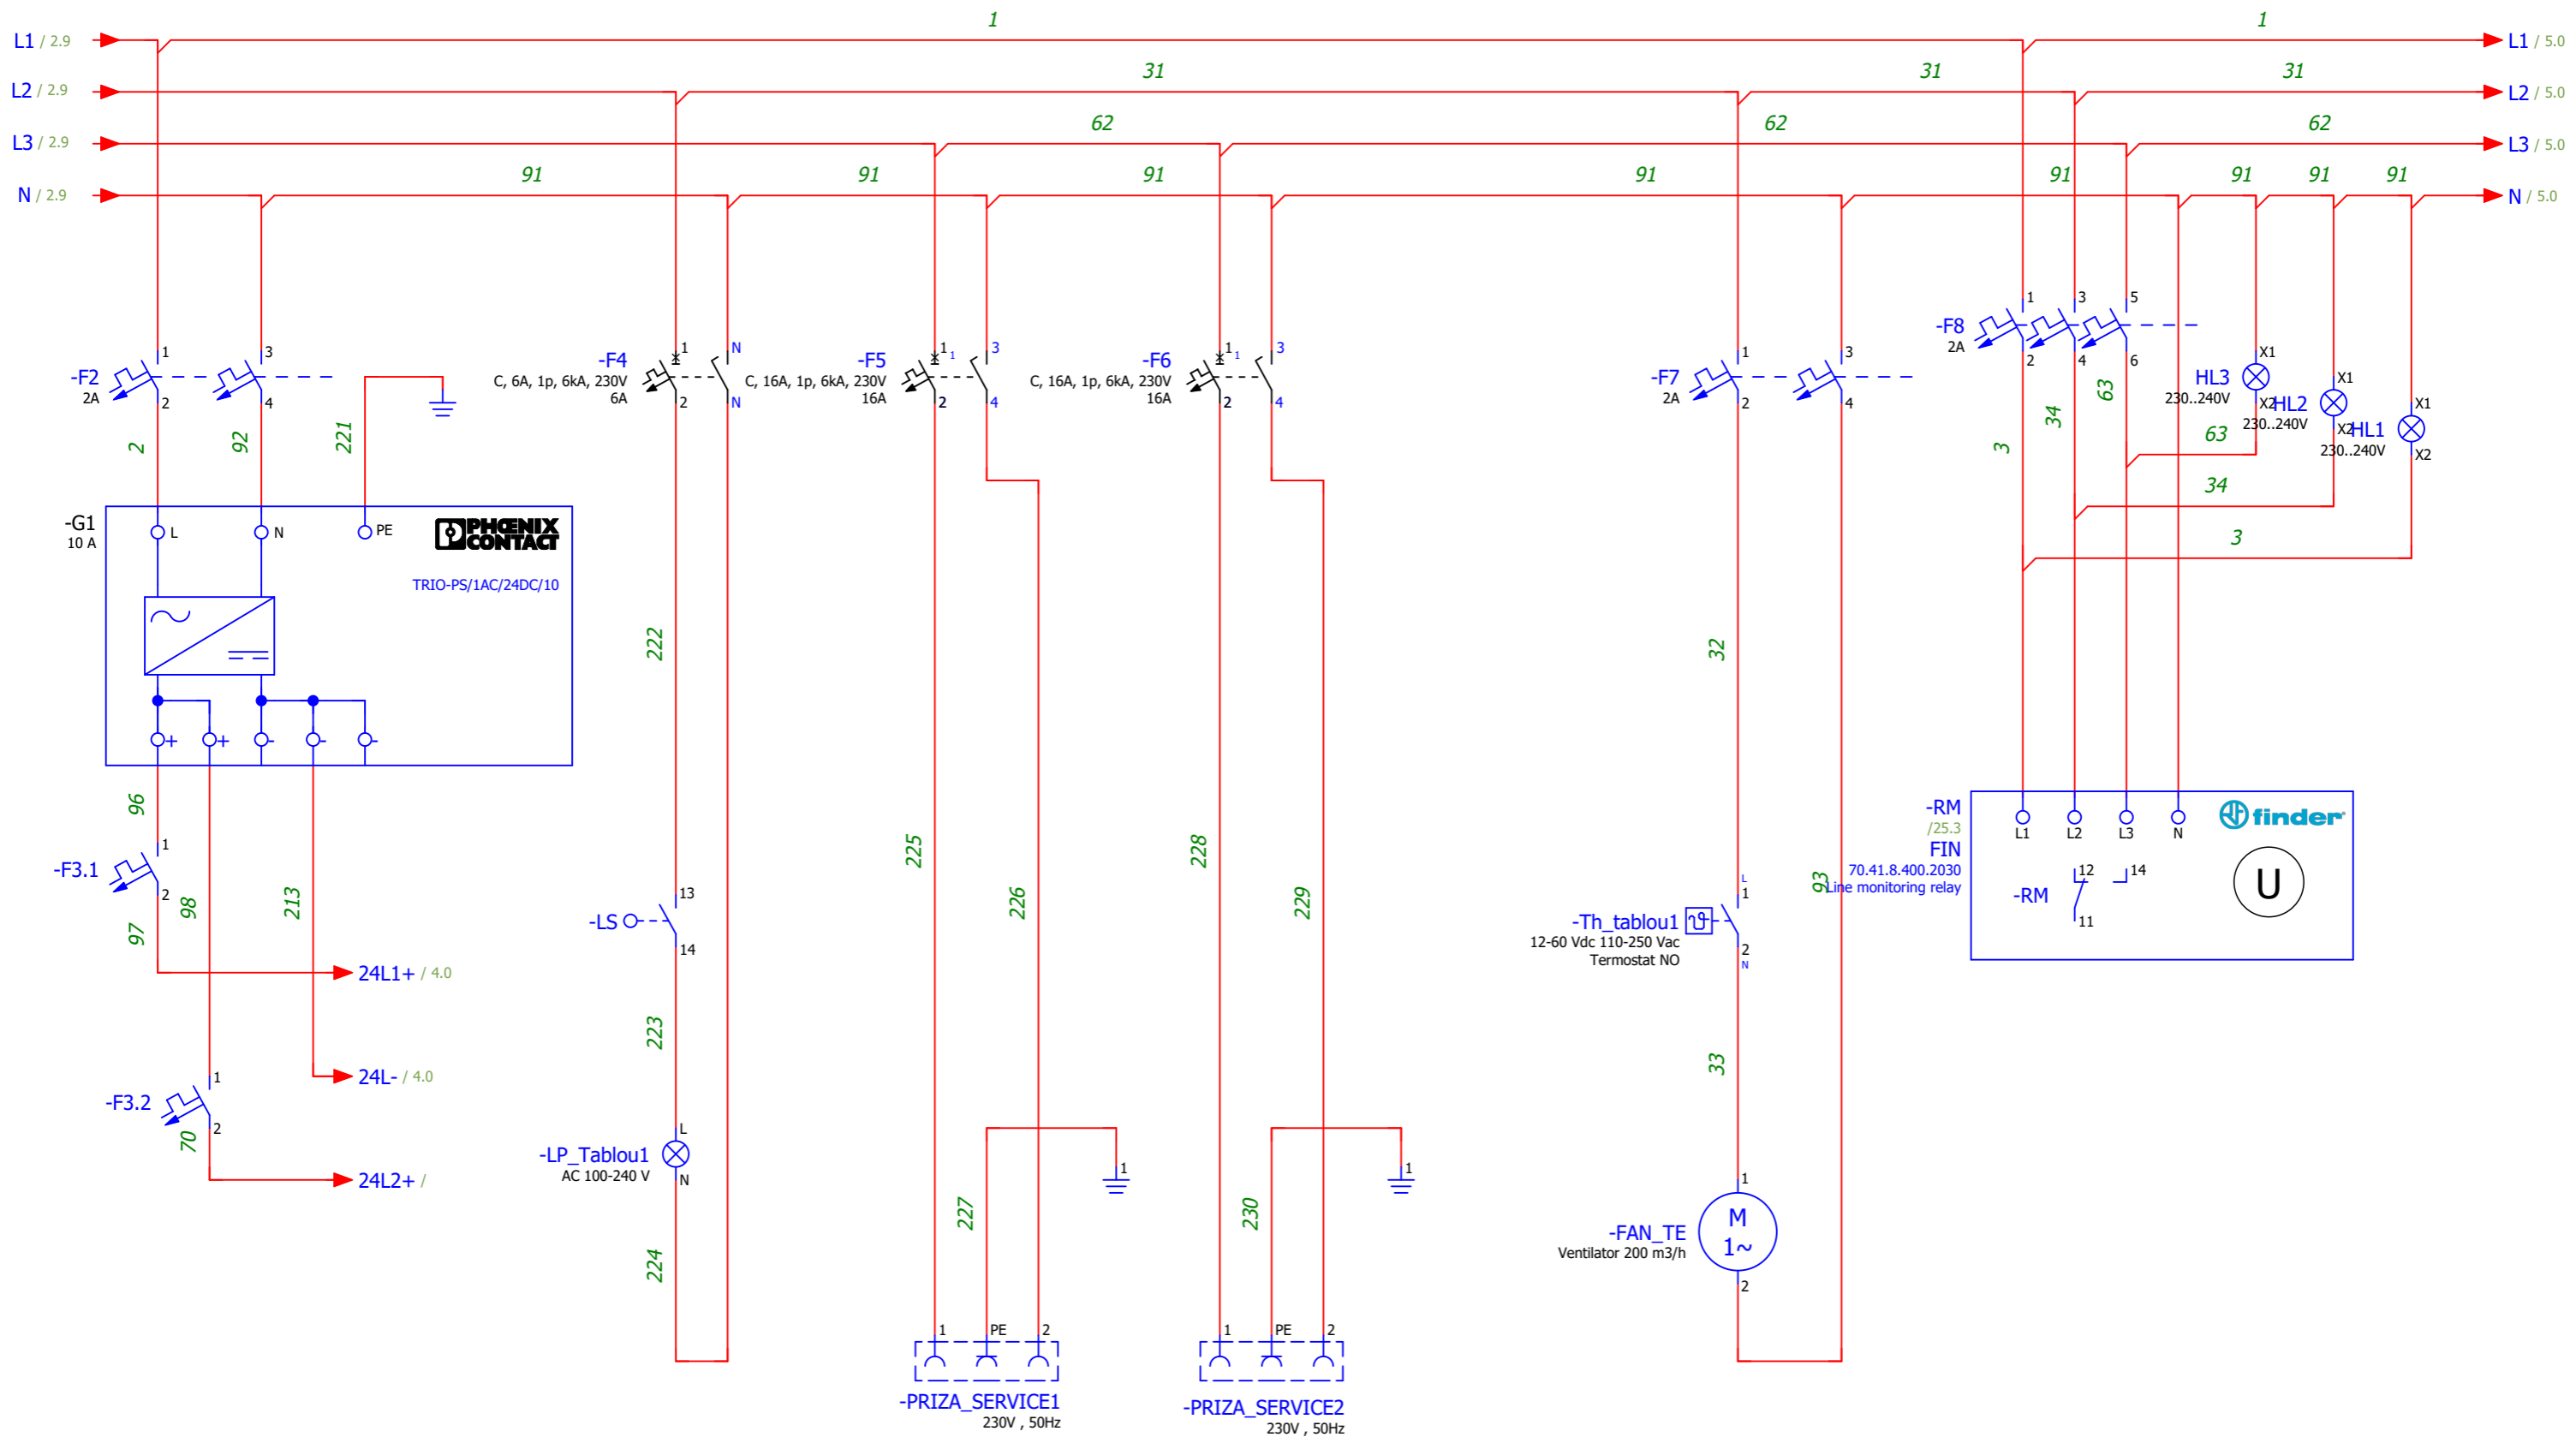 1
1
L1 / 2.9
L1 / 5.0
31
31
31
L2 / 2.9
L2 / 5.0
62
62
62
L3 / 2.9
L3 / 5.0
91
91
91
91
91
91
91
91
N / 2.9
N / 5.0
-F2
2A
1
2
3
4
2
92
221
-G1
10 A
L
N
PE
PHŒNIX
CONTACT
TRIO-PS/1AC/24DC/10
+
+
-
-
-
96
98
213
-F3.1
1
2
97
24L1+ / 4.0
24L- / 4.0
-F3.2
1
2
70
24L2+ /
-F4
C, 6A, 1p, 6kA, 230V
6A
1
2
N
N
222
-LS
13
14
223
-LP_Tablou1
AC 100-240 V
L
N
224
-F5
C, 16A, 1p, 6kA, 230V
16A
1
1
2
3
4
225
226
227
1
1
PE
2
-PRIZA_SERVICE1
230V , 50Hz
-F6
C, 16A, 1p, 6kA, 230V
16A
1
1
2
3
4
228
229
230
1
1
PE
2
-PRIZA_SERVICE2
230V , 50Hz
-F7
2A
1
2
3
4
32
93
-Th_tablou1
12-60 Vdc 110-250 Vac
Termostat NO
L
1
2
N
33
-FAN_TE
Ventilator 200 m3/h
1
M
1~
2
-F8
2A
1
2
3
4
5
6
3
34
63
HL3
230..240V
X1
X2
HL2
230..240V
X1
X2
HL1
230..240V
X1
X2
63
34
3
-RM
/25.3
FIN
70.41.8.400.2030
Line monitoring relay
L1
L2
L3
N
finder
-RM
12
14
11
U